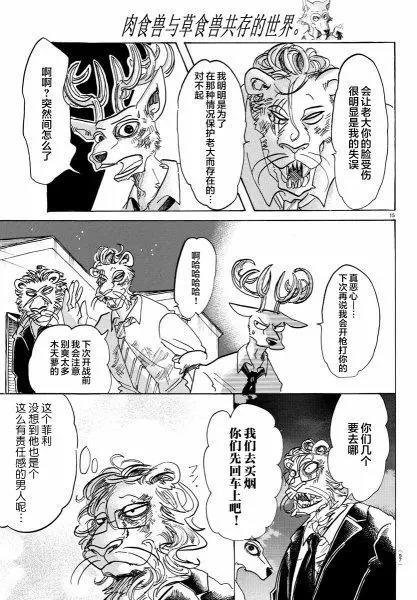 肉食兽与草食兽共存的世界。
会让老大你的脸受伤
很明显是我的失误
我明明是为了
在那种情况保护老大而存在的…
对不起
啊啊？
突然间怎么了
15
真恶心——
下次再说我会开枪打你的
啊哈哈哈哈！
下次开战前
我会注意
别爽太多
木天蓼的
你们几个
要去哪
我们去买烟
你们先回车上吧！
这个菲利
没想到他也是个
这么有责任感的男人呢…